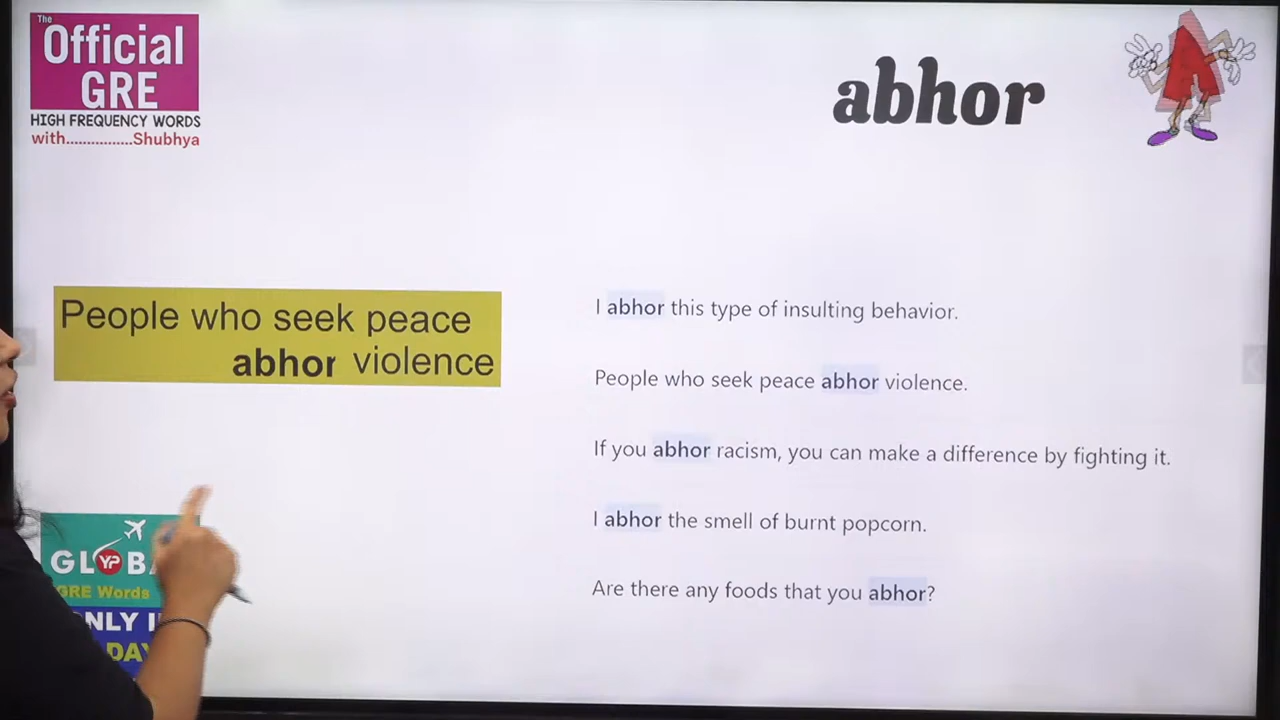 The
Official
GRE
HIGH FREQUENCY WORDS
with................Shubhya
abhor
People who seek peace
abhor violence
I abhor this type of insulting behavior.
People who seek peace abhor violence.
If you abhor racism, you can make a difference by fighting it.
I abhor the smell of burnt popcorn.
Are there any foods that you abhor?
YP
GRE Words